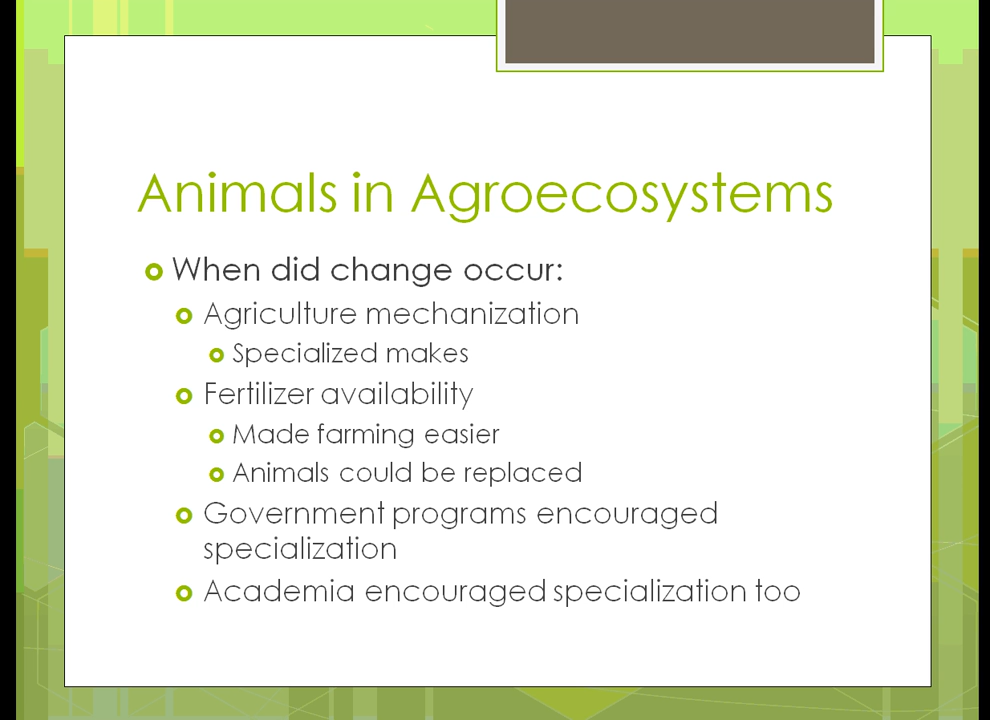 Animals in Agroecosystems
When did change occur:
Agriculture mechanization
Specialized makes
Fertilizer availability
Made farming easier
Animals could be replaced
Government programs encouraged
specialization
Academia encouraged specialization too